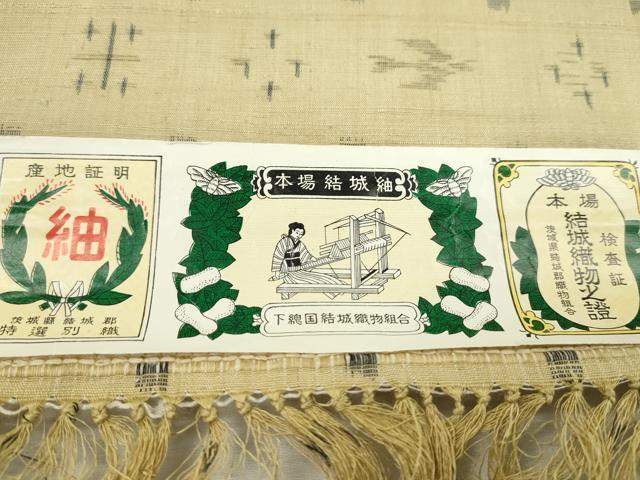 産地証明
紬
茨城縣結城郡
特選別織
本場結城紬
下總国結城織物組合
本場
結城織物之證
検査証
茨城県結城郡織物組合